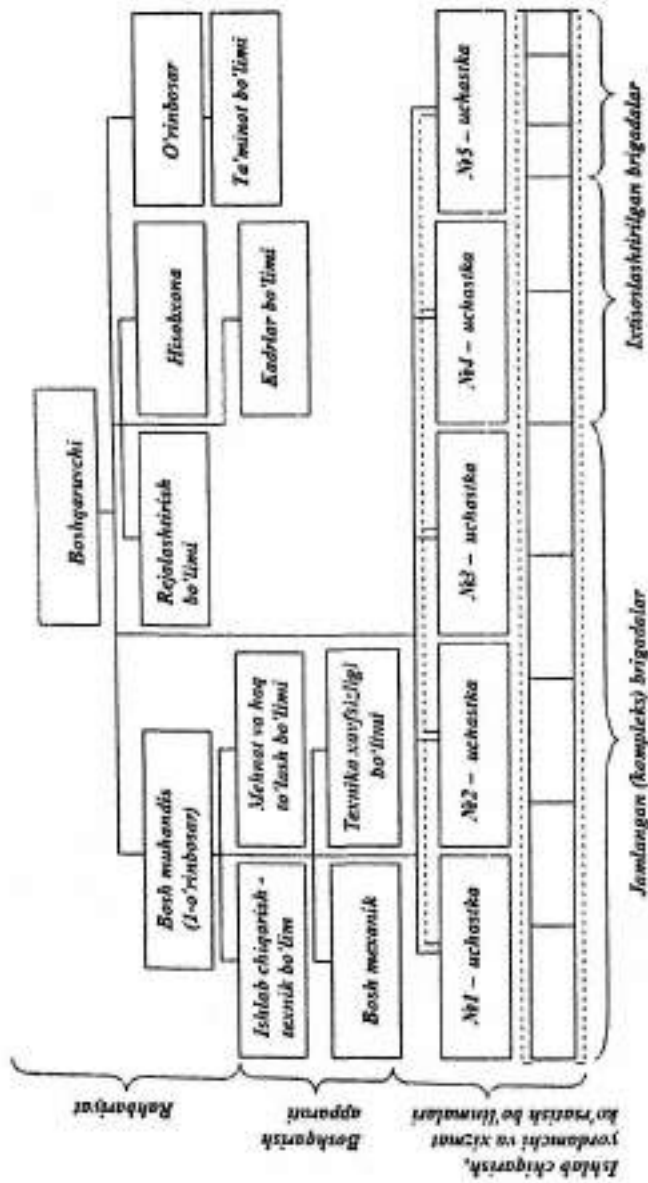 Boshqaruvchi
Bosh muhandis
(1-o'rinbosar)
Rejalashtirish
bo'limi
Hisobxona
O'rinbosar
Ishlab chiqarish -
texnik bo'lim
Mehnat va haq
to'lash bo'limi
Kadrlar bo'limi
Ta'minot bo'limi
Bosh mexanik
Texnika xavfsizligi
bo'limi
№1 – uchastka
№2 – uchastka
№3 – uchastka
№4 – uchastka
№5 – uchastka
Jamlangan (kompleks) brigadalar
Ixtisoslashtirilgan brigadalar
Rahbariyat
Boshqarish
apparati
Ishlab chiqarish,
yordamchi va xizmat
ko'rsatish bo'linmalari